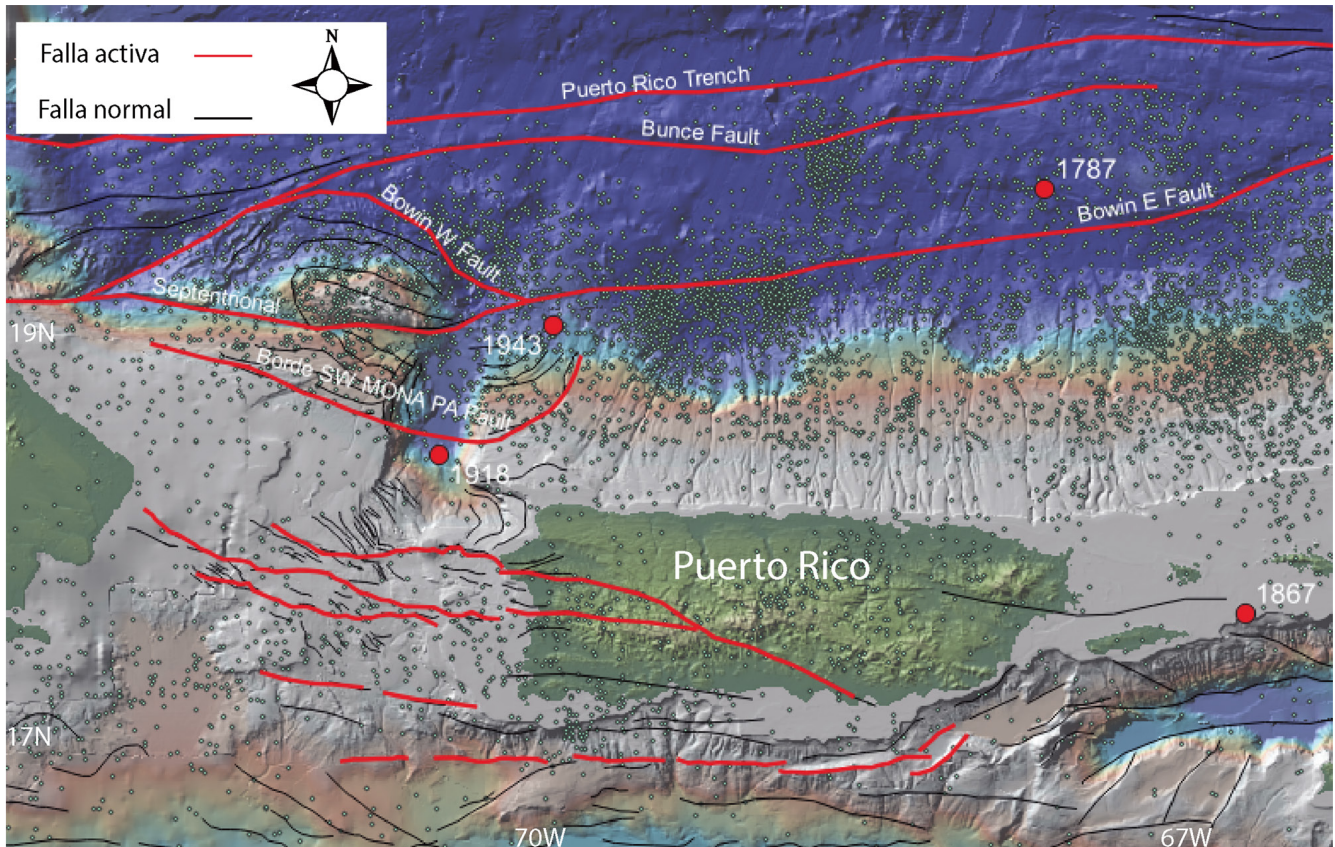 Falla activa
N
Falla normal
Puerto Rico Trench
Bunce Fault
1787
Bowin W Fault
Bowin E Fault
Septentrional
19N
1943
Borde SW MONA PA Fault
1918
Puerto Rico
1867
17N
70W
67W